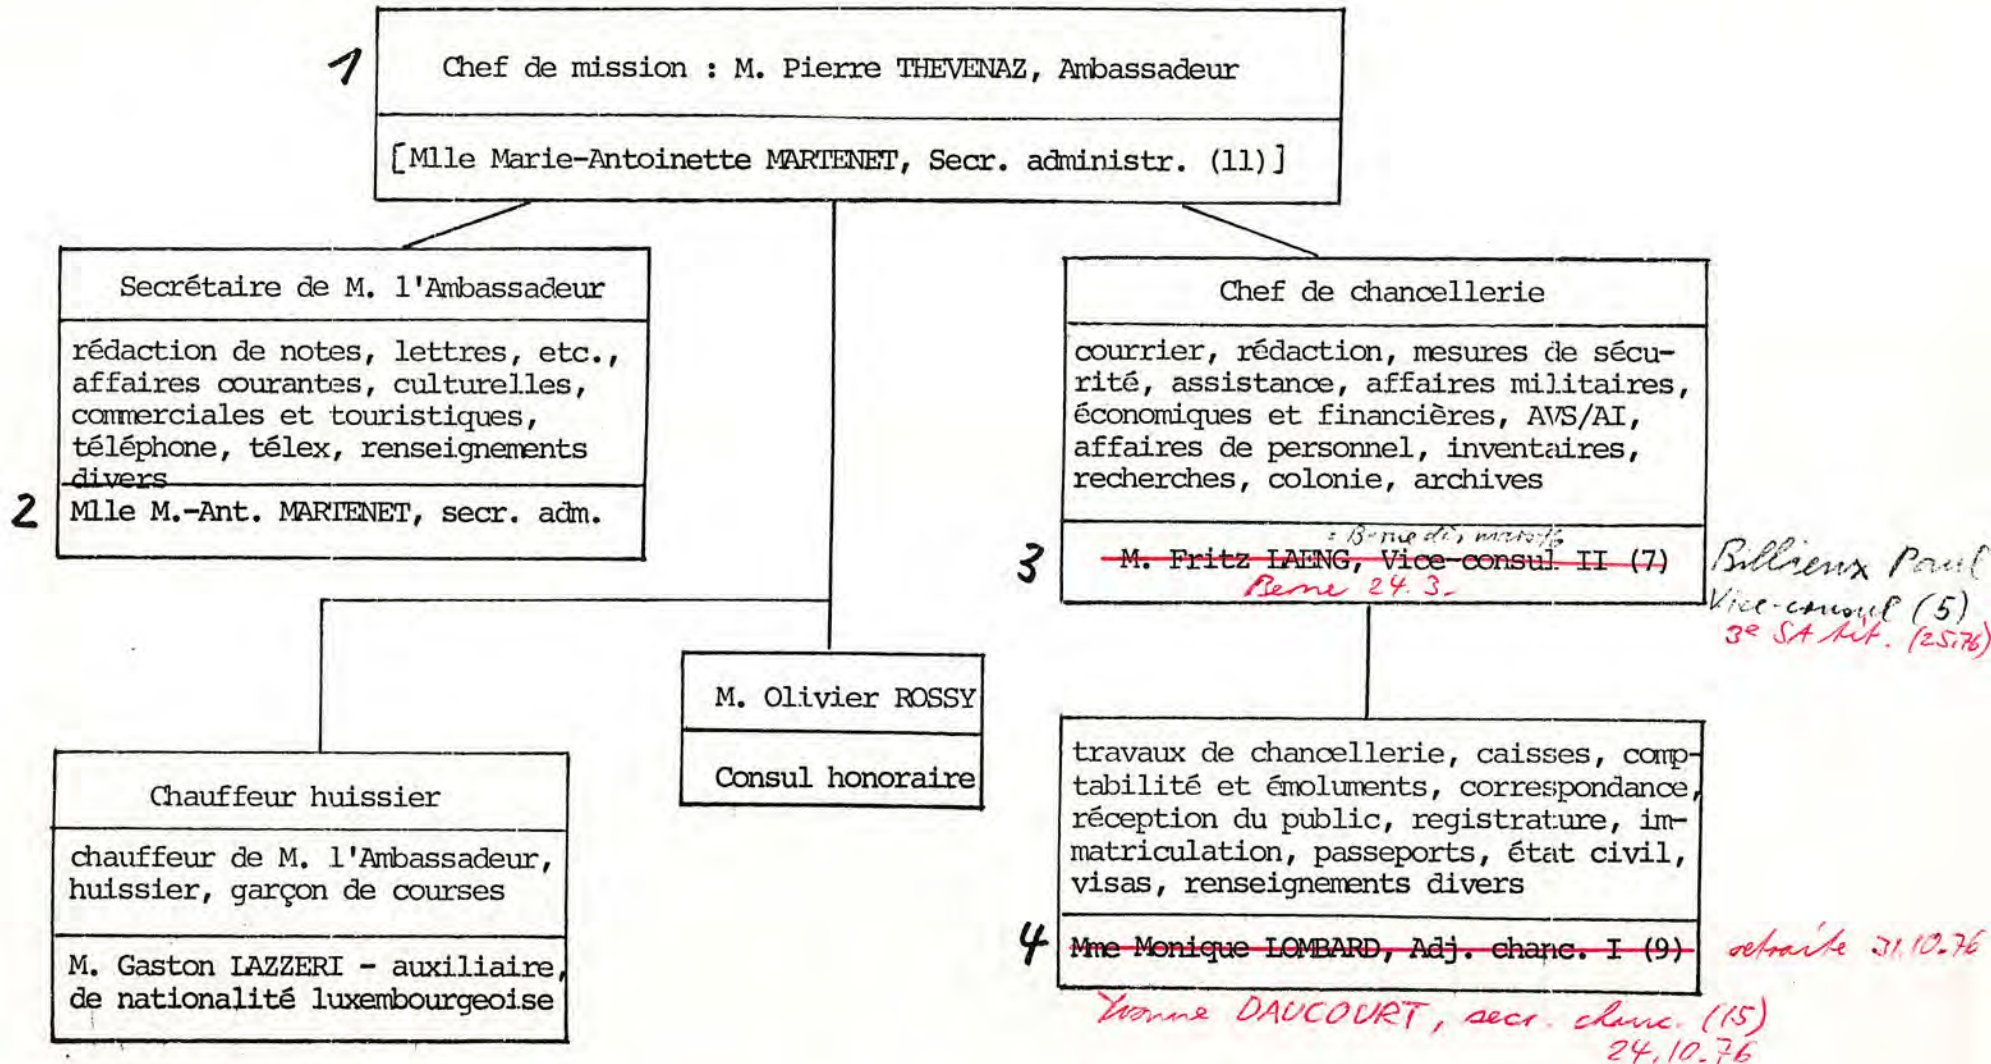 1
Chef de mission : M. Pierre THEVENAZ, Ambassadeur
[Mlle Marie-Antoinette MARTENET, Secr. administr. (11)]
Secrétaire de M. l'Ambassadeur
rédaction de notes, lettres, etc.,
affaires courantes, culturelles,
commerciales et touristiques,
téléphone, télex, renseignements
divers
2
Mlle M.-Ant. MARTENET, secr. adm.
Chef de chancellerie
courrier, rédaction, mesures de sécu-
rité, assistance, affaires militaires,
économiques et financières, AVS/AI,
affaires de personnel, inventaires,
recherches, colonie, archives
: Berne dès mars
3
M. Fritz LAENG, Vice-consul II (7)
Berne 24.3.
Billieux Paul
Vice-consul (5)
3e SA tit.
M. Olivier ROSSY
Consul honoraire
Chauffeur huissier
chauffeur de M. l'Ambassadeur,
huissier, garçon de courses
M. Gaston LAZZERI - auxiliaire,
de nationalité luxembourgeoise
travaux de chancellerie, caisses, comp-
tabilité et émoluments, correspondance,
réception du public, registrature, im-
matriculation, passeports, état civil,
visas, renseignements divers
4
Mme Monique LOMBARD, Adj. chanc. I (9)
retraite 31.10.76
Yvonne DAUCOURT, secr. chanc. (15)
24.10.76